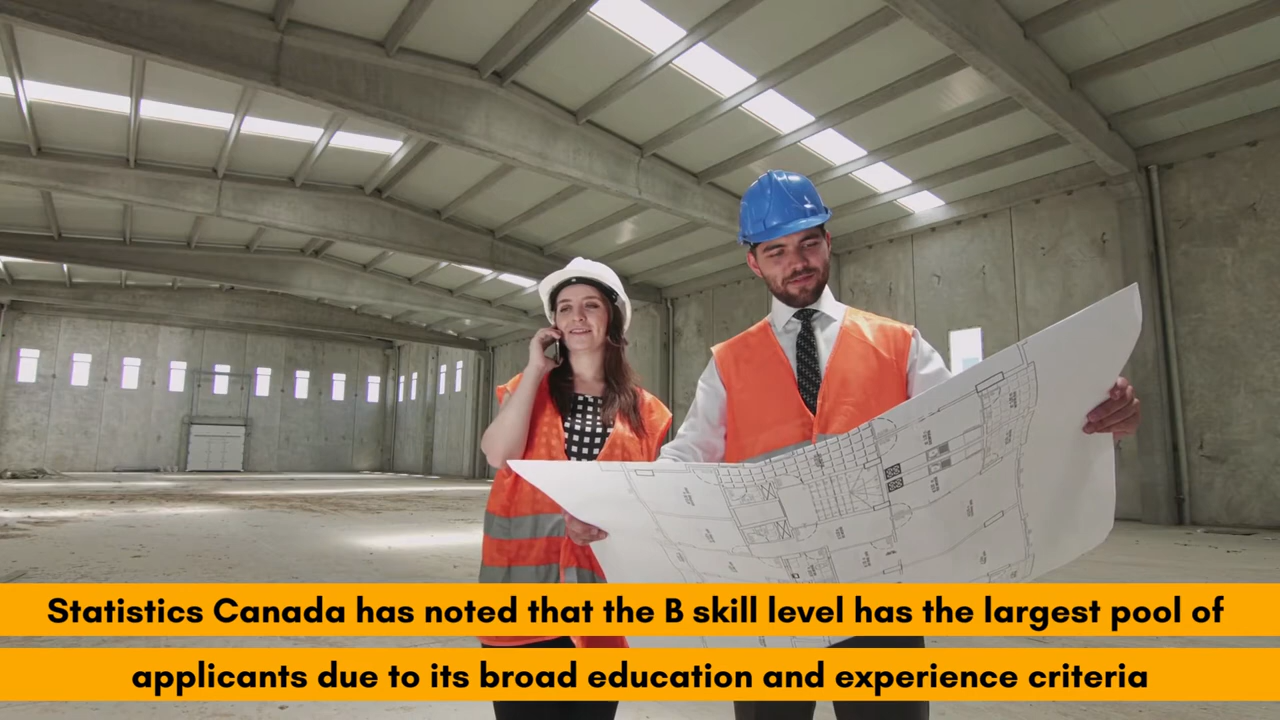 Statistics Canada has noted that the B skill level has the largest pool of
applicants due to its broad education and experience criteria